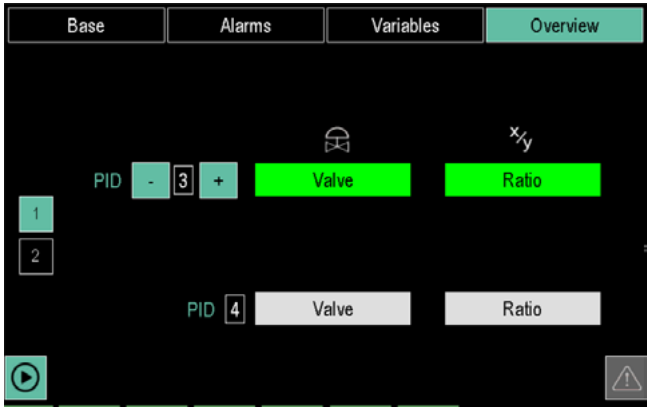 Base Alarms Variables Overview
x/y
PID - 3 + Valve Ratio
1
2
PID 4 Valve Ratio